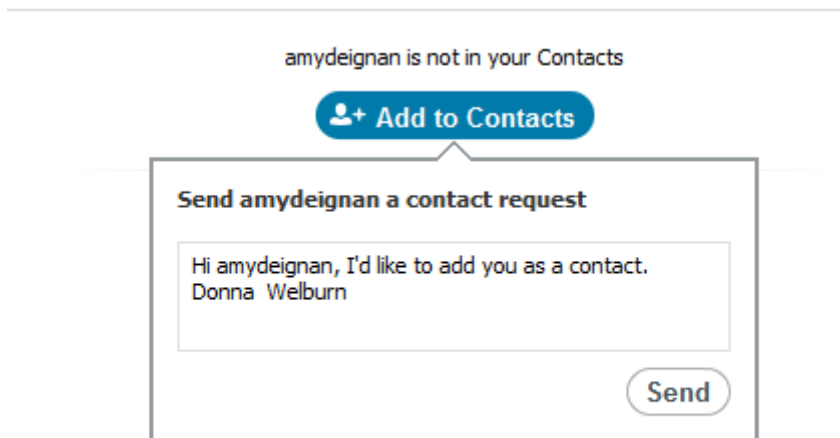 amydeignan is not in your Contacts
Add to Contacts
Send amydeignan a contact request
Hi amydeignan, I'd like to add you as a contact.
Donna  Welburn
Send